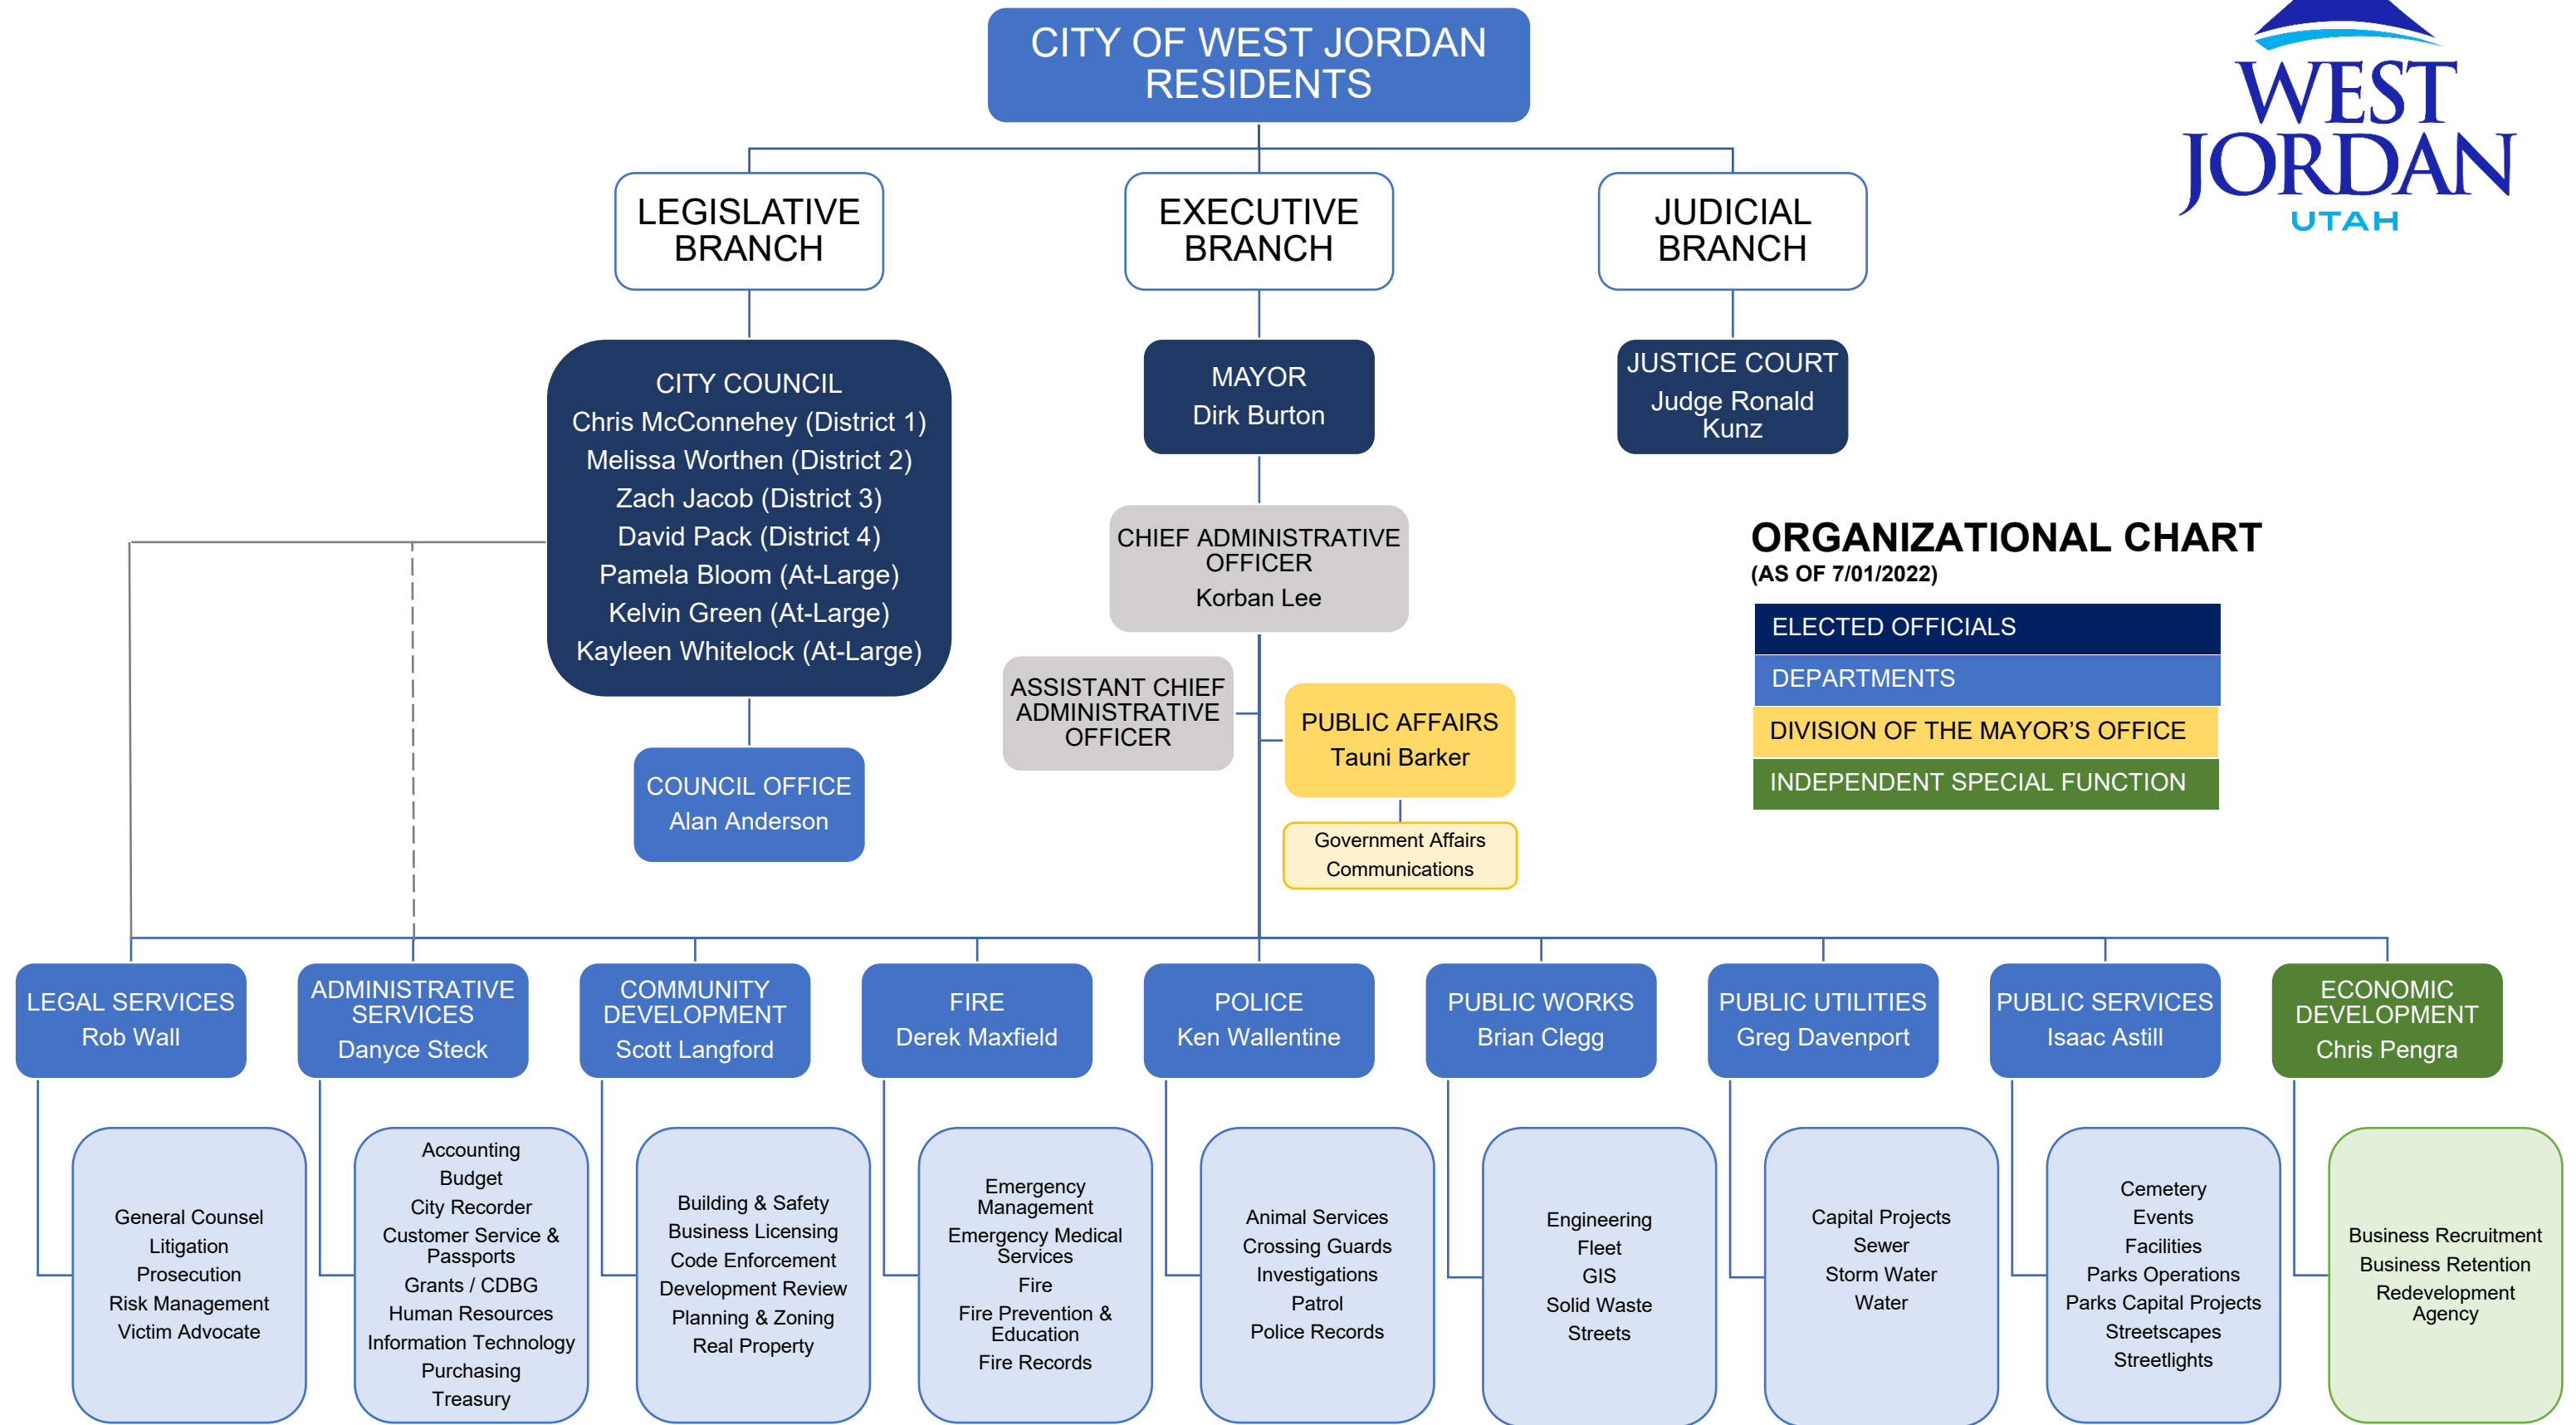 CITY OF WEST JORDAN
RESIDENTS
WEST
JORDAN
UTAH
LEGISLATIVE
BRANCH
EXECUTIVE
BRANCH
JUDICIAL
BRANCH
CITY COUNCIL
Chris McConnehey (District 1)
Melissa Worthen (District 2)
Zach Jacob (District 3)
David Pack (District 4)
Pamela Bloom (At-Large)
Kelvin Green (At-Large)
Kayleen Whitelock (At-Large)
MAYOR
Dirk Burton
JUSTICE COURT
Judge Ronald
Kunz
CHIEF ADMINISTRATIVE
OFFICER
Korban Lee
ASSISTANT CHIEF
ADMINISTRATIVE
OFFICER
PUBLIC AFFAIRS
Tauni Barker
Government Affairs
Communications
COUNCIL OFFICE
Alan Anderson
ORGANIZATIONAL CHART
(AS OF 7/01/2022)
ELECTED OFFICIALS
DEPARTMENTS
DIVISION OF THE MAYOR’S OFFICE
INDEPENDENT SPECIAL FUNCTION
LEGAL SERVICES
Rob Wall
ADMINISTRATIVE
SERVICES
Danyce Steck
COMMUNITY
DEVELOPMENT
Scott Langford
FIRE
Derek Maxfield
POLICE
Ken Wallentine
PUBLIC WORKS
Brian Clegg
PUBLIC UTILITIES
Greg Davenport
PUBLIC SERVICES
Isaac Astill
ECONOMIC
DEVELOPMENT
Chris Pengra
General Counsel
Litigation
Prosecution
Risk Management
Victim Advocate
Accounting
Budget
City Recorder
Customer Service &
Passports
Grants / CDBG
Human Resources
Information Technology
Purchasing
Treasury
Building & Safety
Business Licensing
Code Enforcement
Development Review
Planning & Zoning
Real Property
Emergency
Management
Emergency Medical
Services
Fire
Fire Prevention &
Education
Fire Records
Animal Services
Crossing Guards
Investigations
Patrol
Police Records
Engineering
Fleet
GIS
Solid Waste
Streets
Capital Projects
Sewer
Storm Water
Water
Cemetery
Events
Facilities
Parks Operations
Parks Capital Projects
Streetscapes
Streetlights
Business Recruitment
Business Retention
Redevelopment
Agency